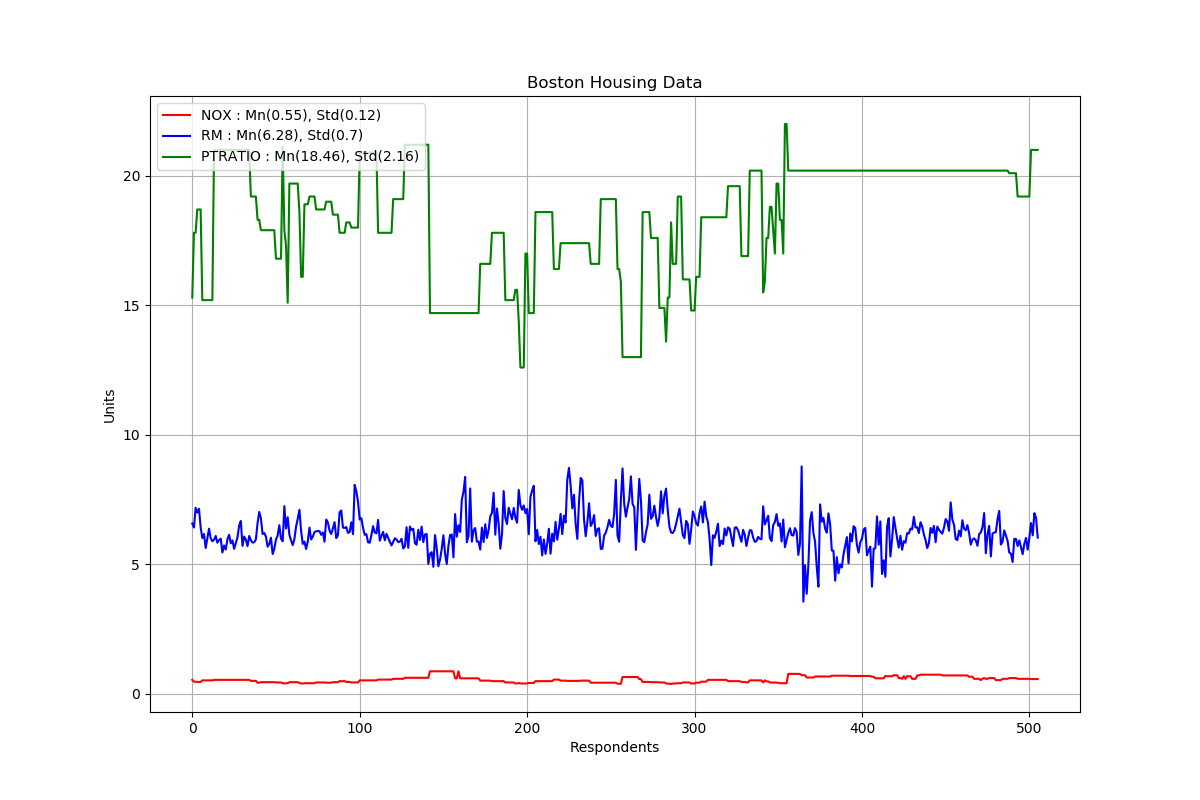 Boston Housing Data
NOX : Mn(0.55), Std(0.12)
RM : Mn(6.28), Std(0.7)
PTRATIO : Mn(18.46), Std(2.16)
20
15
10
5
0
Units
0 100 200 300 400 500
Respondents